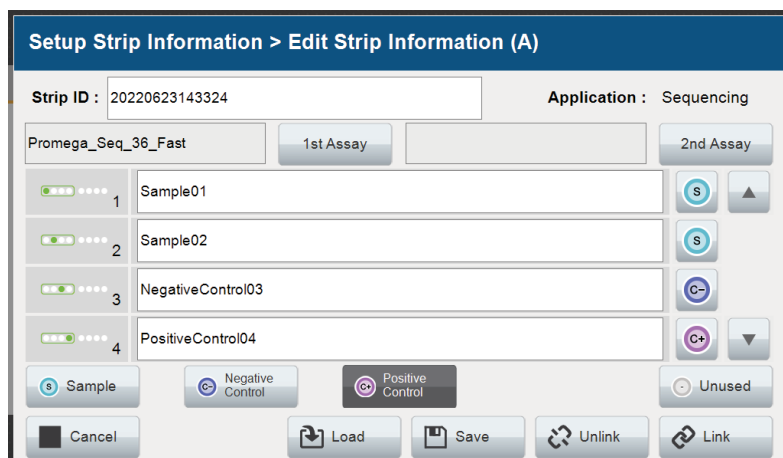 Setup Strip Information > Edit Strip Information (A)
Strip ID : 20220623143324 Application : Sequencing
Promega_Seq_36_Fast 1st Assay 2nd Assay
1 Sample01 S
2 Sample02 S
3 NegativeControl03 C-
4 PositiveControl04 C+
S Sample C- Negative Control C+ Positive Control Unused
Cancel Load Save Unlink Link